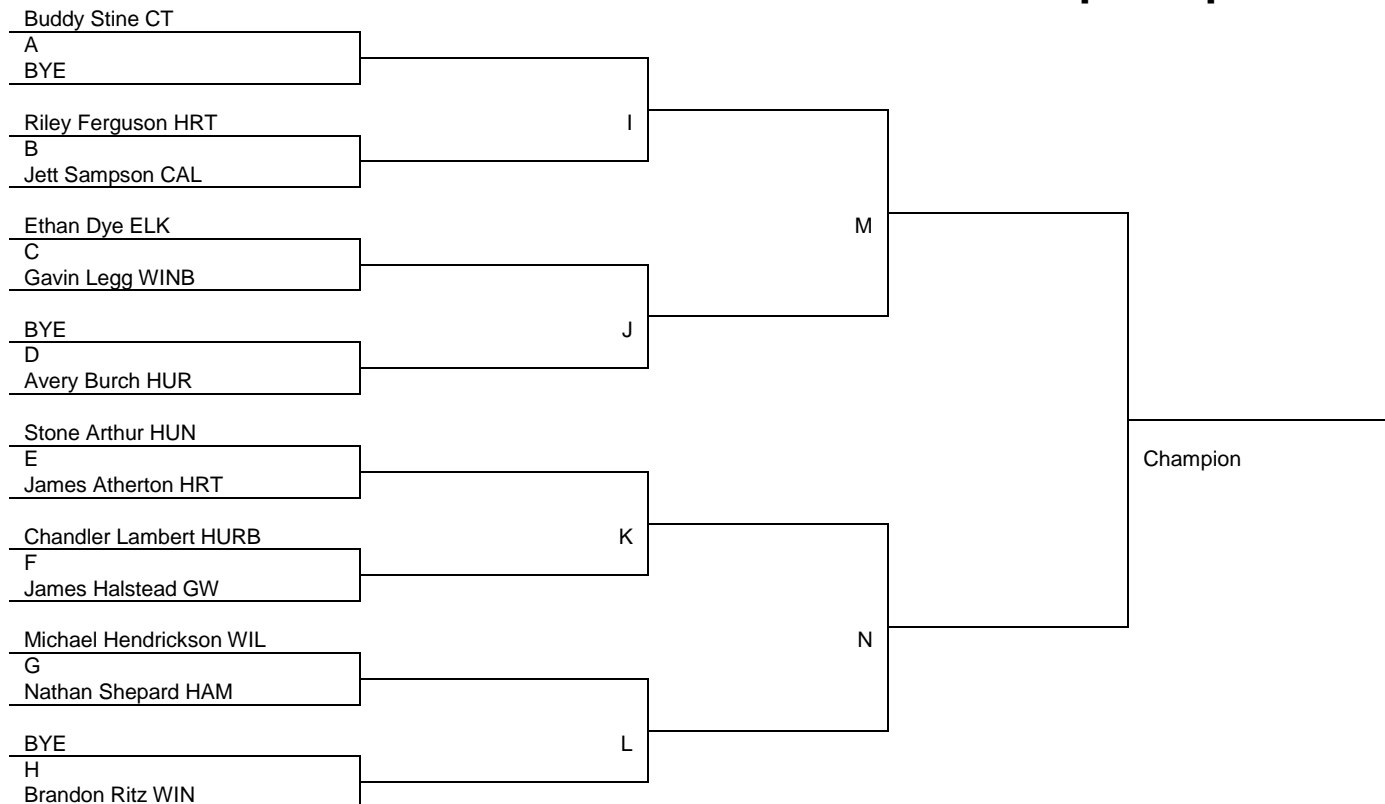 Buddy Stine CT
A
BYE
Riley Ferguson HRT
I
B
Jett Sampson CAL
Ethan Dye ELK
M
C
Gavin Legg WINB
BYE
J
D
Avery Burch HUR
Stone Arthur HUN
E
Champion
James Atherton HRT
Chandler Lambert HURB
K
F
James Halstead GW
Michael Hendrickson WIL
N
G
Nathan Shepard HAM
BYE
L
H
Brandon Ritz WIN